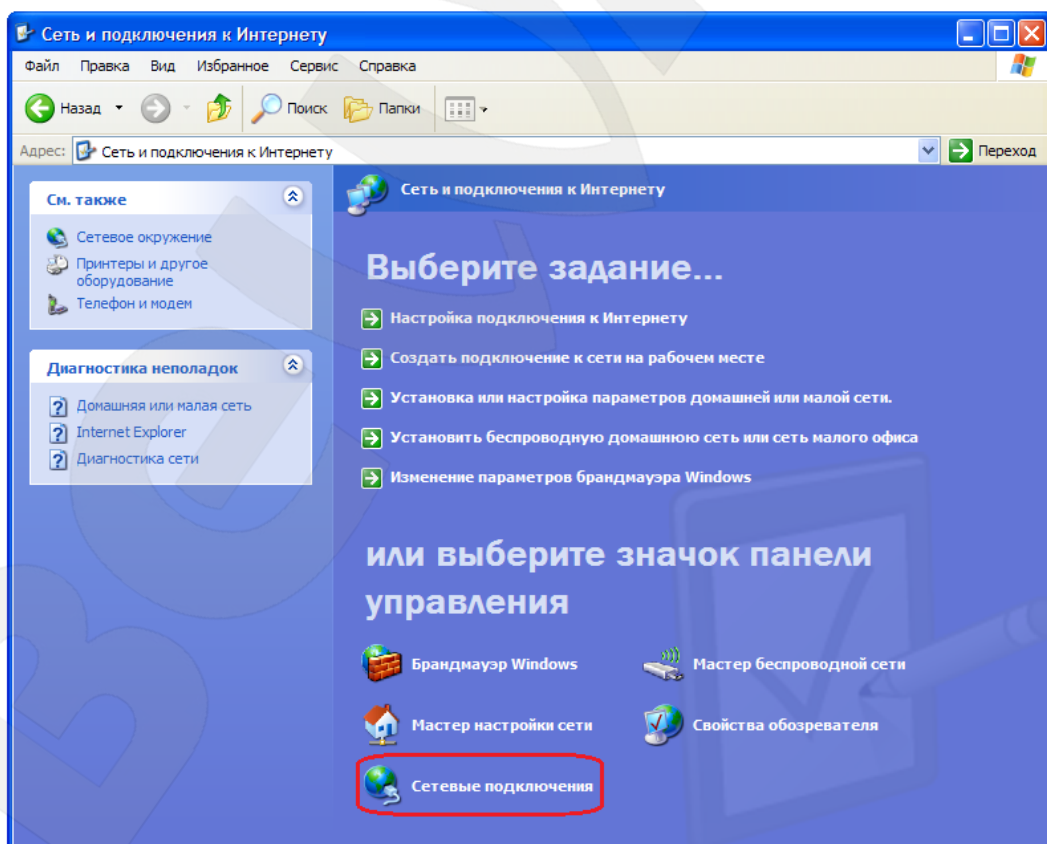 Сеть и подключения к Интернету
Файл Правка Вид Избранное Сервис Справка
Назад Поиск Папки
Адрес: Сеть и подключения к Интернету Переход
См. также
Сетевое окружение
Принтеры и другое
оборудование
Телефон и модем
Диагностика неполадок
Домашняя или малая сеть
Internet Explorer
Диагностика сети
Сеть и подключения к Интернету
Выберите задание...
Настройка подключения к Интернету
Создать подключение к сети на рабочем месте
Установка или настройка параметров домашней или малой сети.
Установить беспроводную домашнюю сеть или сеть малого офиса
Изменение параметров брандмауэра Windows
или выберите значок панели
управления
Брандмауэр Windows Мастер беспроводной сети
Мастер настройки сети Свойства обозревателя
Сетевые подключения